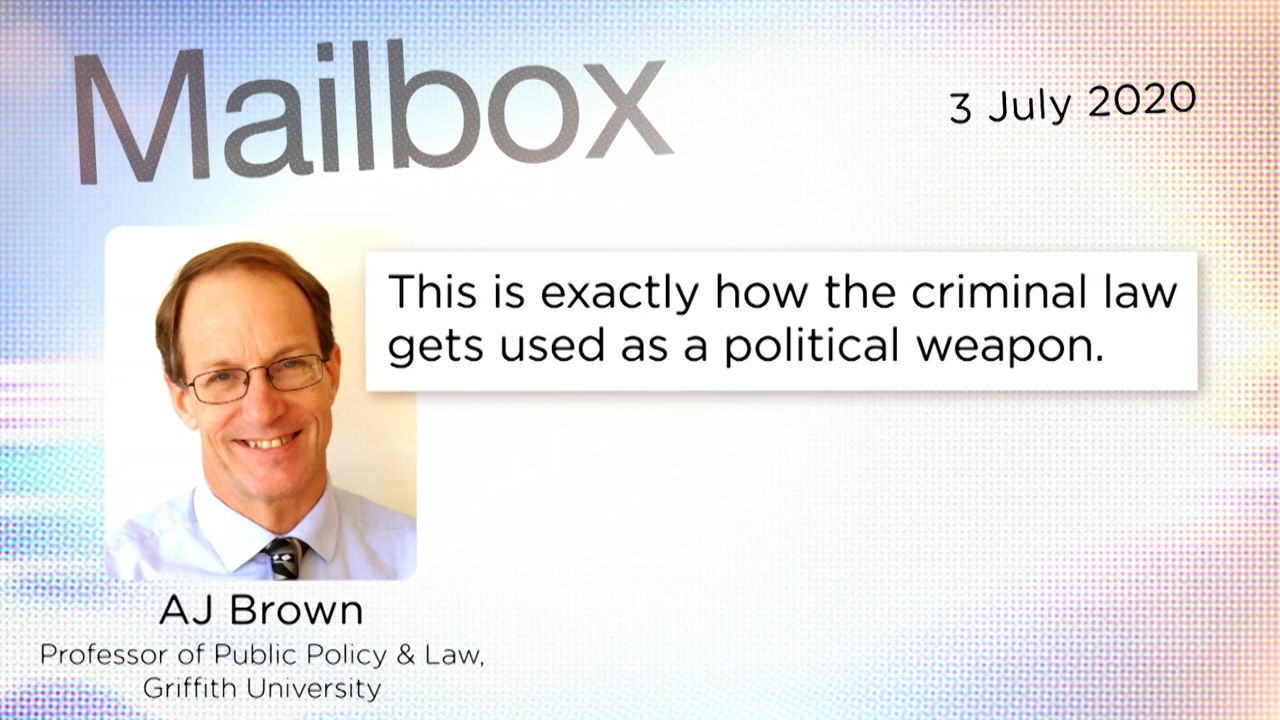 Mailbox
3 July 2020
This is exactly how the criminal law
gets used as a political weapon.
AJ Brown
Professor of Public Policy & Law,
Griffith University